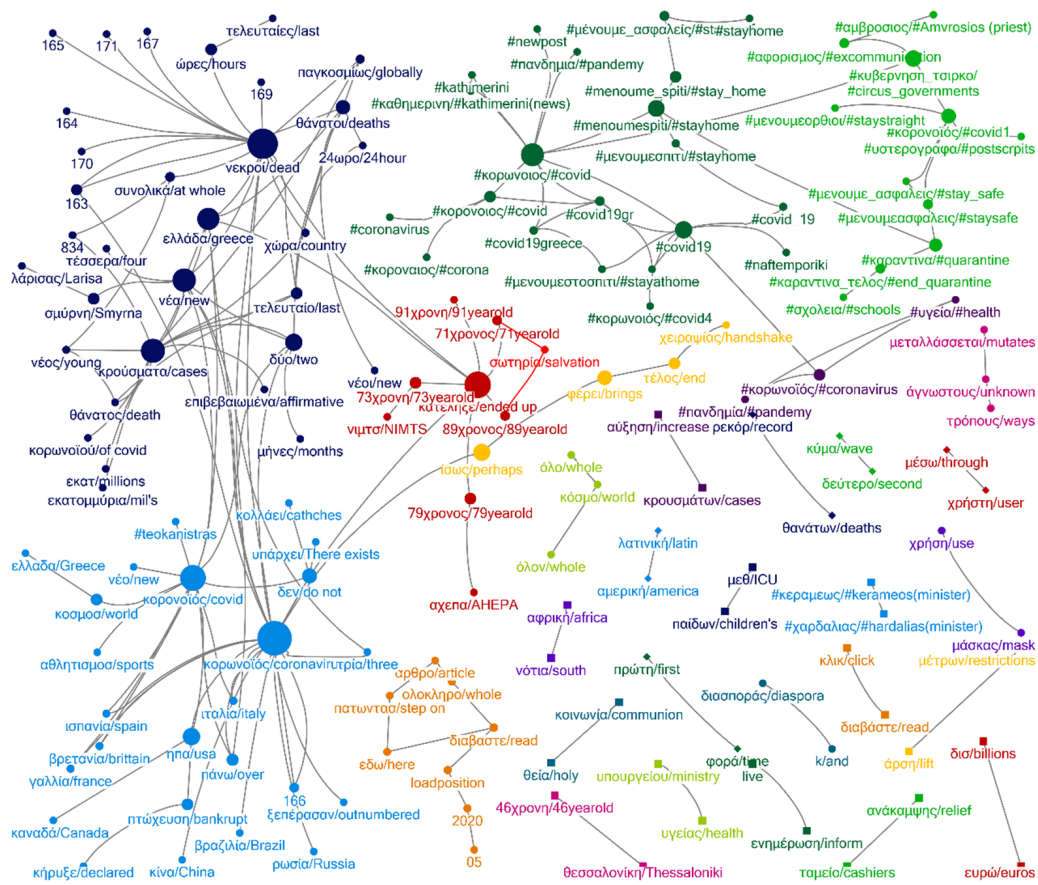 165
171
167
τελευταίες/last
ώρες/hours
παγκοσμίως/globally
169
θάνατοι/deaths
164
24ωρο/24hour
170
νεκροί/dead
συνολικά/at whole
163
ελλάδα/greece
834
χώρα/country
τέσσερα/four
λάρισας/Larisa
νέα/new
σμύρνη/Smyrna
τελευταίο/last
νέος/young
κρούσματα/cases
δύο/two
επιβεβαιωμένα/affirmative
θάνατος/death
κορωνοϊού/of covid
μήνες/months
εκατ/millions
εκατομμύρια/mil's
νέοι/new
#newpost
#μένουμε_ασφαλείς/#st
#stayhome
#πανδημια/#pandemy
#kathimerini
#καθημερινη/#kathimerini(news)
#menoume_spiti/#stay_home
#menoumespiti/#stayhome
#μενουμεσπιτι/#stayhome
#κορωνοιος/#covid
#κορονοιος/#covid
#covid19gr
#coronavirus
#covid19greece
#covid_19
#covid19
#κοροναιος/#corona
#naftemporiki
#μενουμεστοσπιτι/#stayathome
#κορωνοιός/#covid4
#αμβροσιος/#Amvrosios (priest)
#αφορισμος/#excommunication
#κυβερνηση_τσιρκο/
#circus_governments
#μενουμεορθιοι/#staystraight
#κορονοϊός/#covid1
#υστερογραφα/#postscrpits
#μενουμε_ασφαλεις/#stay_safe
#μενουμεασφαλεις/#staysafe
#καραντινα/#quarantine
#καραντινα_τελος/#end_quarantine
#σχολεια/#schools
91χρονη/91yearold
71χρονος/71yearold
σωτηρία/salvation
73χρονη/73yearold
κατέληξε/ended up
νιμτσ/NIMTS
89χρονος/89yearold
79χρονος/79yearold
αχεπα/AHEPA
χειραψίας/handshake
τέλος/end
φέρει/brings
ίσως/perhaps
#υγεία/#health
#κορωνοϊός/#coronavirus
#πανδημία/#pandemy
αύξηση/increase
ρεκόρ/record
κρουσμάτων/cases
θανάτων/deaths
μεταλλάσσεται/mutates
άγνωστους/unknown
τρόπους/ways
κύμα/wave
δεύτερο/second
μέσω/through
χρήστη/user
όλο/whole
κόσμο/world
όλον/whole
λατινική/latin
αμερική/america
χρήση/use
μάσκας/mask
μέτρων/restrictions
άρση/lift
μεθ/ICU
παίδων/children's
#κεραμεως/#kerameos(minister)
#χαρδαλιας/#hardalias(minister)
αφρική/africa
νότια/south
κολλάει/cathches
#teokanistras
υπάρχει/There exists
ελλαδα/Greece
νέο/new
κορονοϊός/covid
δεν/do not
κοσμοσ/world
αθλητισμοσ/sports
κορωνοϊός/coronaviru
τρία/three
ισπανία/spain
ιταλία/italy
βρετανία/brittain
ηπα/usa
γαλλία/france
πάνω/over
166
ξεπέρασαν/outnumbered
καναδά/Canada
πτώχευση/bankrupt
βραζιλία/Brazil
κήρυξε/declared
κίνα/China
ρωσία/Russia
αρθρο/article
ολοκληρο/whole
πατωντασ/step on
διαβαστε/read
εδω/here
loadposition
2020
05
πρώτη/first
φορά/time
live
ενημέρωση/inform
κοινωνία/communion
θεία/holy
διασποράς/diaspora
k/and
κλικ/click
διαβάστε/read
υπουργείου/ministry
υγείας/health
46χρονη/46yearold
θεσσαλονίκη/Thessaloniki
ανάκαμψης/relief
ταμείο/cashiers
δισ/billions
ευρώ/euros